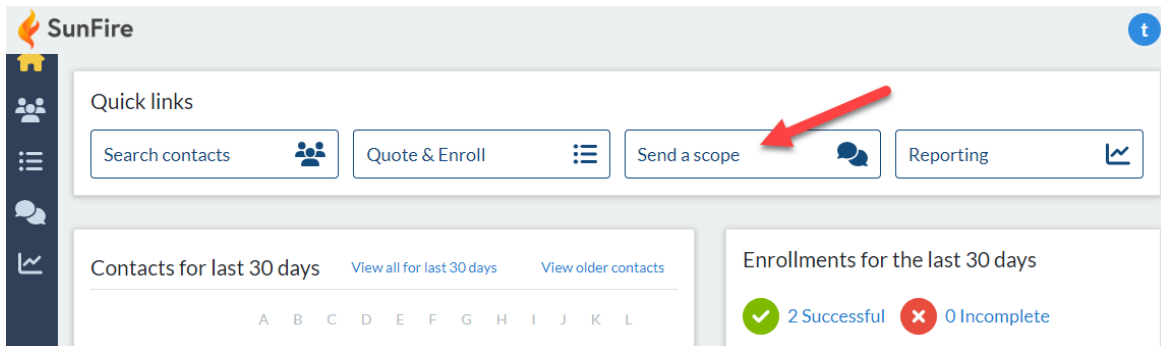 SunFire
t
Quick links
Search contacts
Quote & Enroll
Send a scope
Reporting
Contacts for last 30 days View all for last 30 days View older contacts
A B C D E F G H I J K L
Enrollments for the last 30 days
2 Successful 0 Incomplete